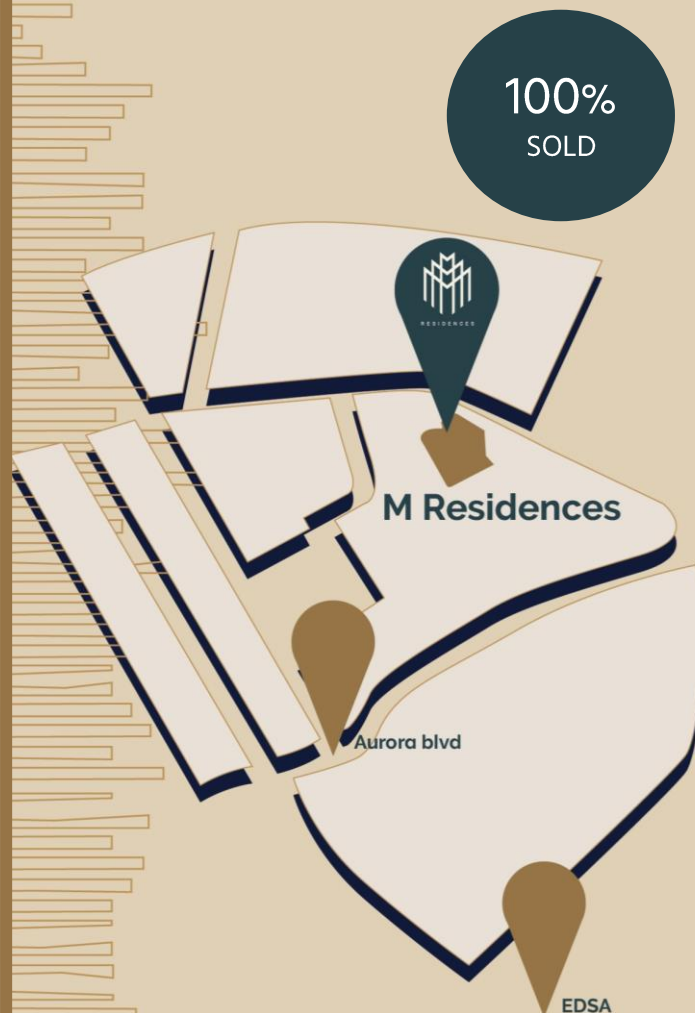 100%
SOLD
RESIDENCES
M Residences
Aurora blvd
EDSA